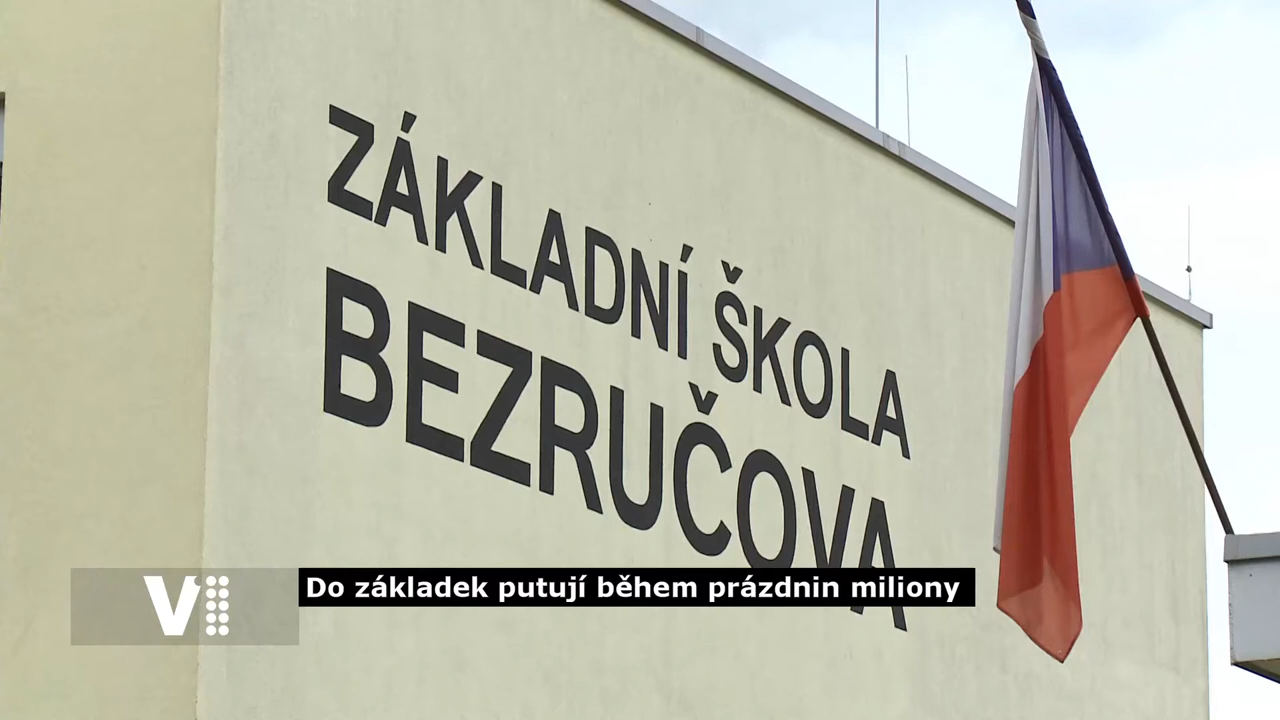 ZÁKLADNÍ ŠKOLA
BEZRUČOVA
Do základek putují během prázdnin miliony